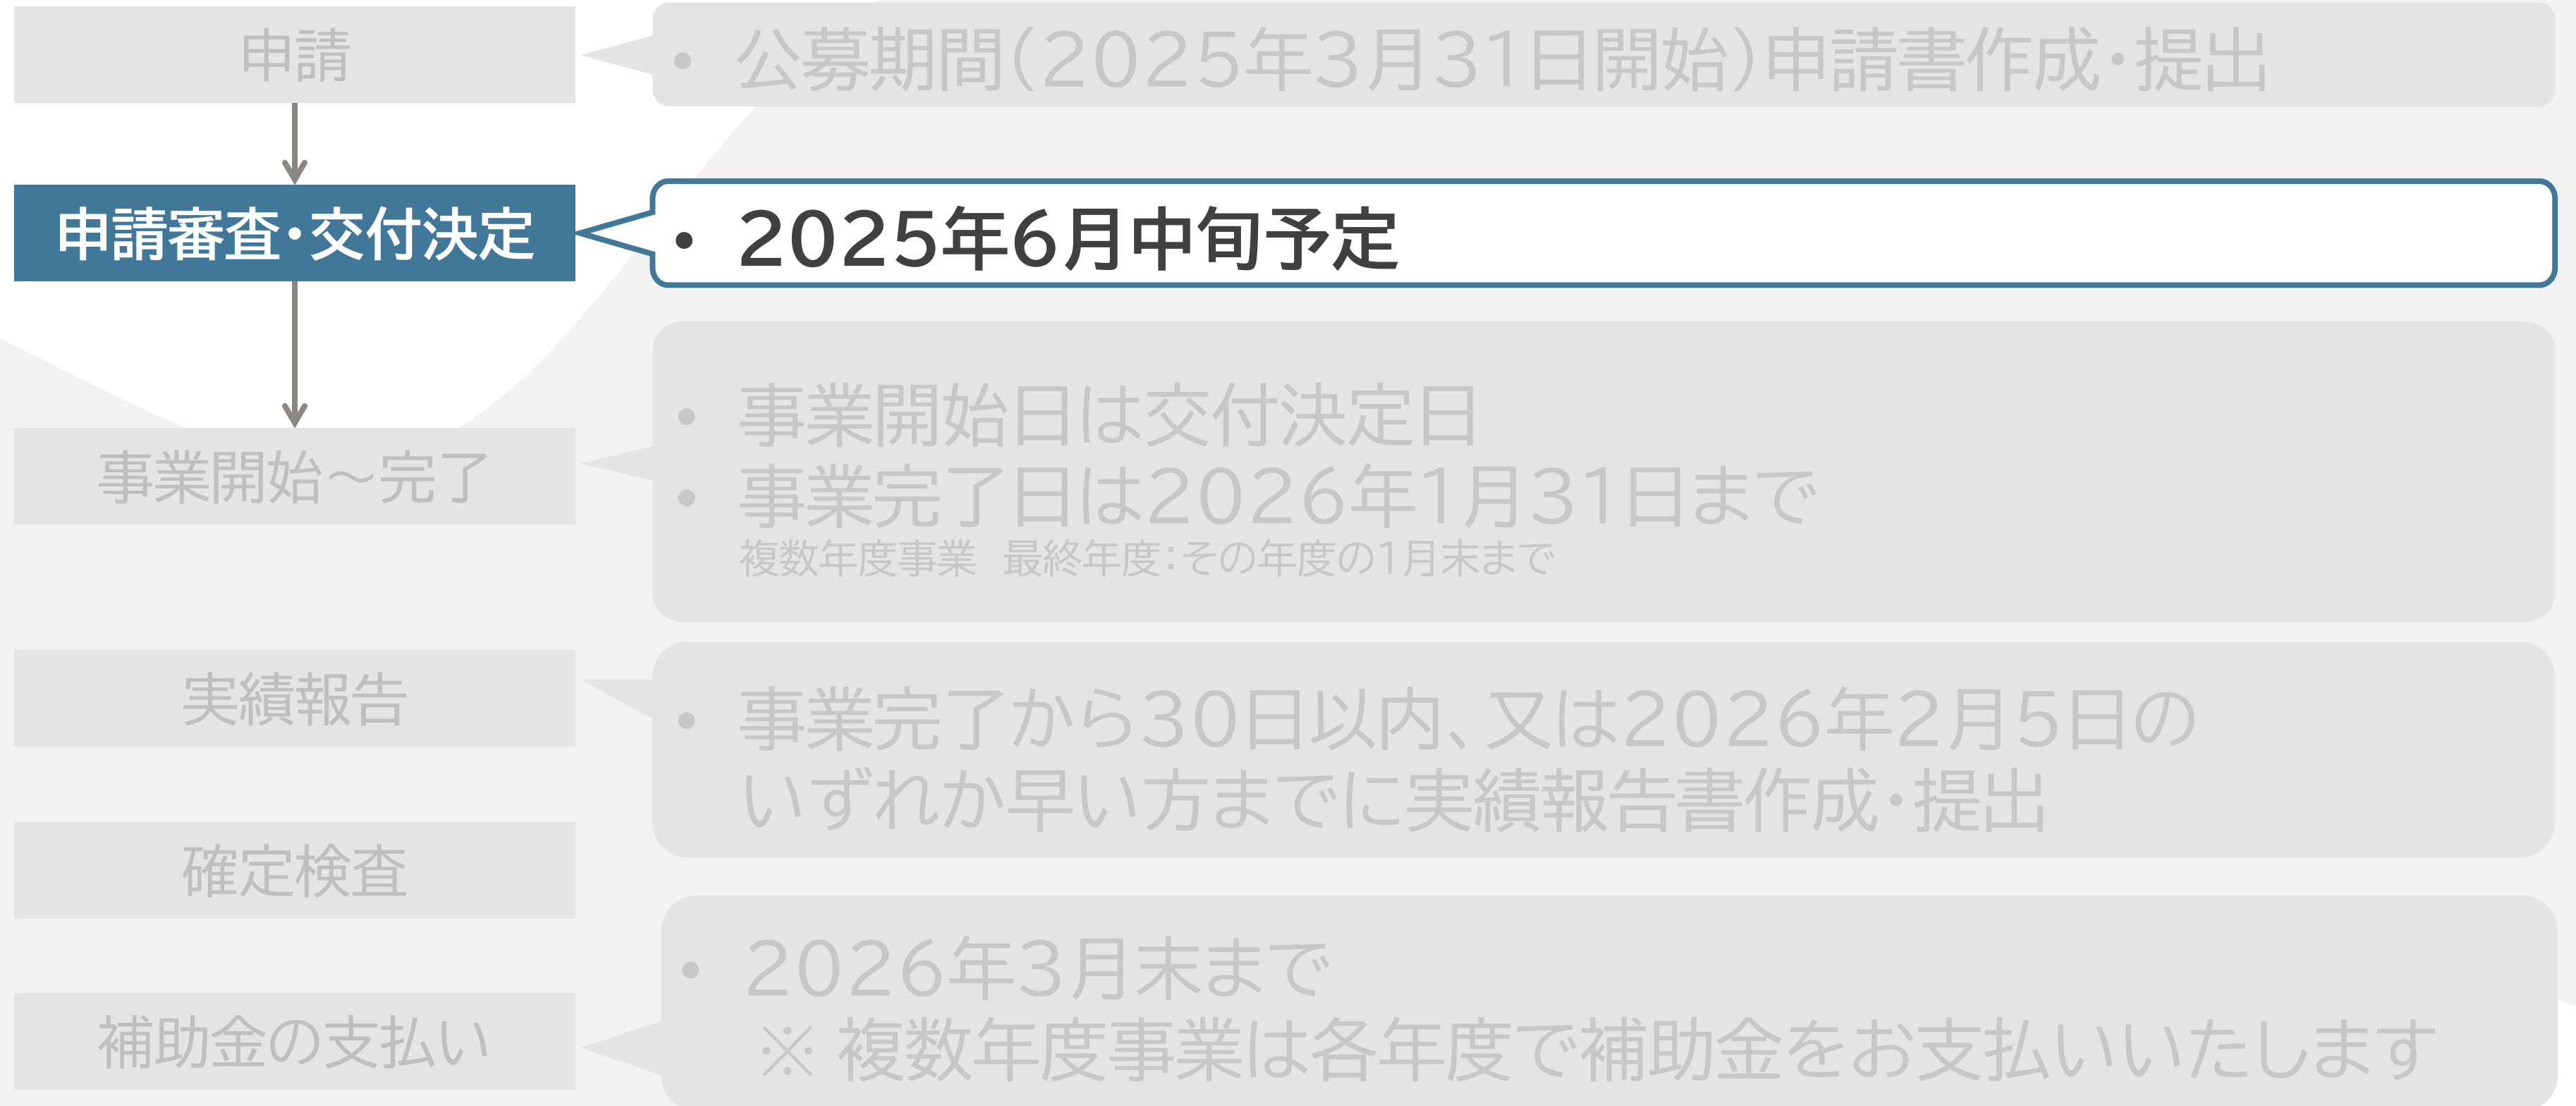 申請
• 公募期間（2025年3月31日開始）申請書作成・提出
申請審査・交付決定
• 2025年6月中旬予定
事業開始～完了
• 事業開始日は交付決定日
• 事業完了日は2026年1月31日まで
複数年度事業　最終年度：その年度の1月末まで
実績報告
• 事業完了から30日以内、又は2026年2月5日の
いずれか早い方までに実績報告書作成・提出
確定検査
補助金の支払い
• 2026年3月末まで
※ 複数年度事業は各年度で補助金をお支払いいたします